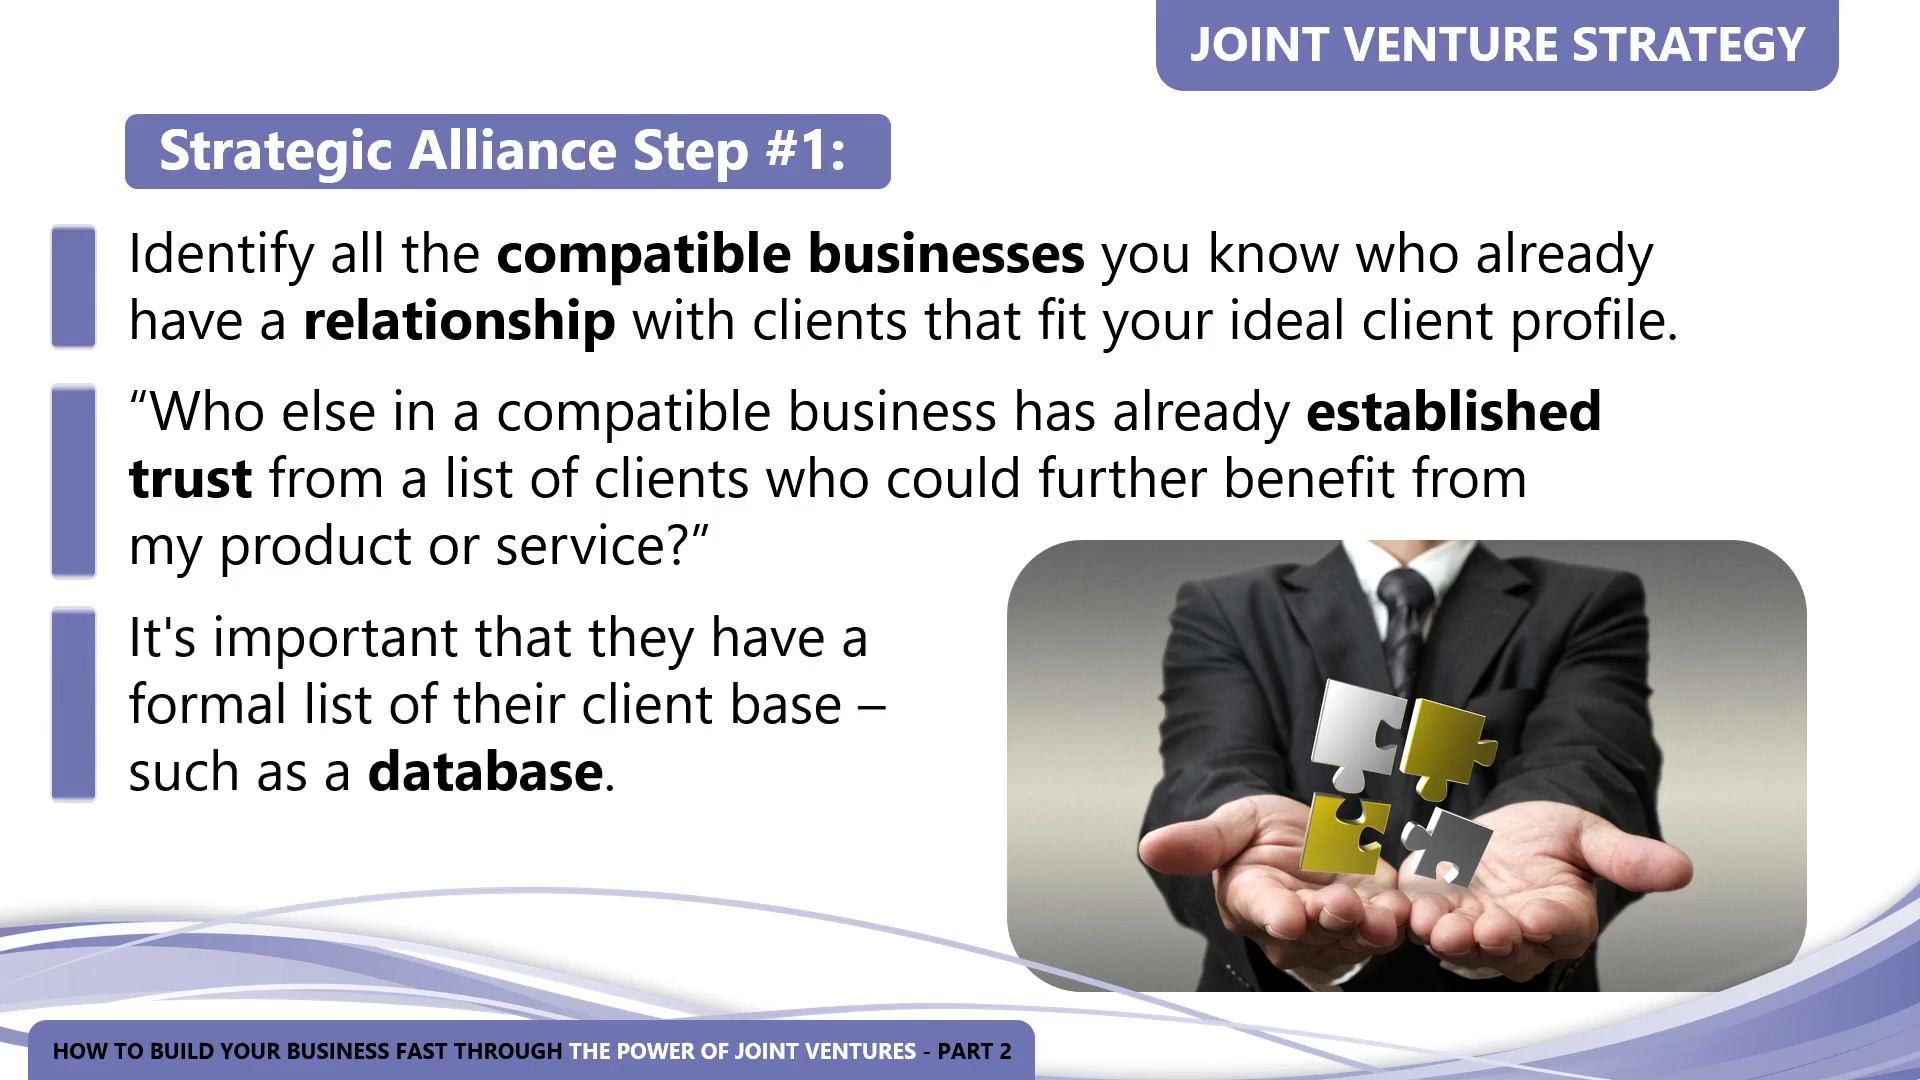 JOINT VENTURE STRATEGY
Strategic Alliance Step #1:
Identify all the compatible businesses you know who already
have a relationship with clients that fit your ideal client profile.
“Who else in a compatible business has already established
trust from a list of clients who could further benefit from
my product or service?”
It's important that they have a
formal list of their client base –
such as a database.
HOW TO BUILD YOUR BUSINESS FAST THROUGH THE POWER OF JOINT VENTURES - PART 2